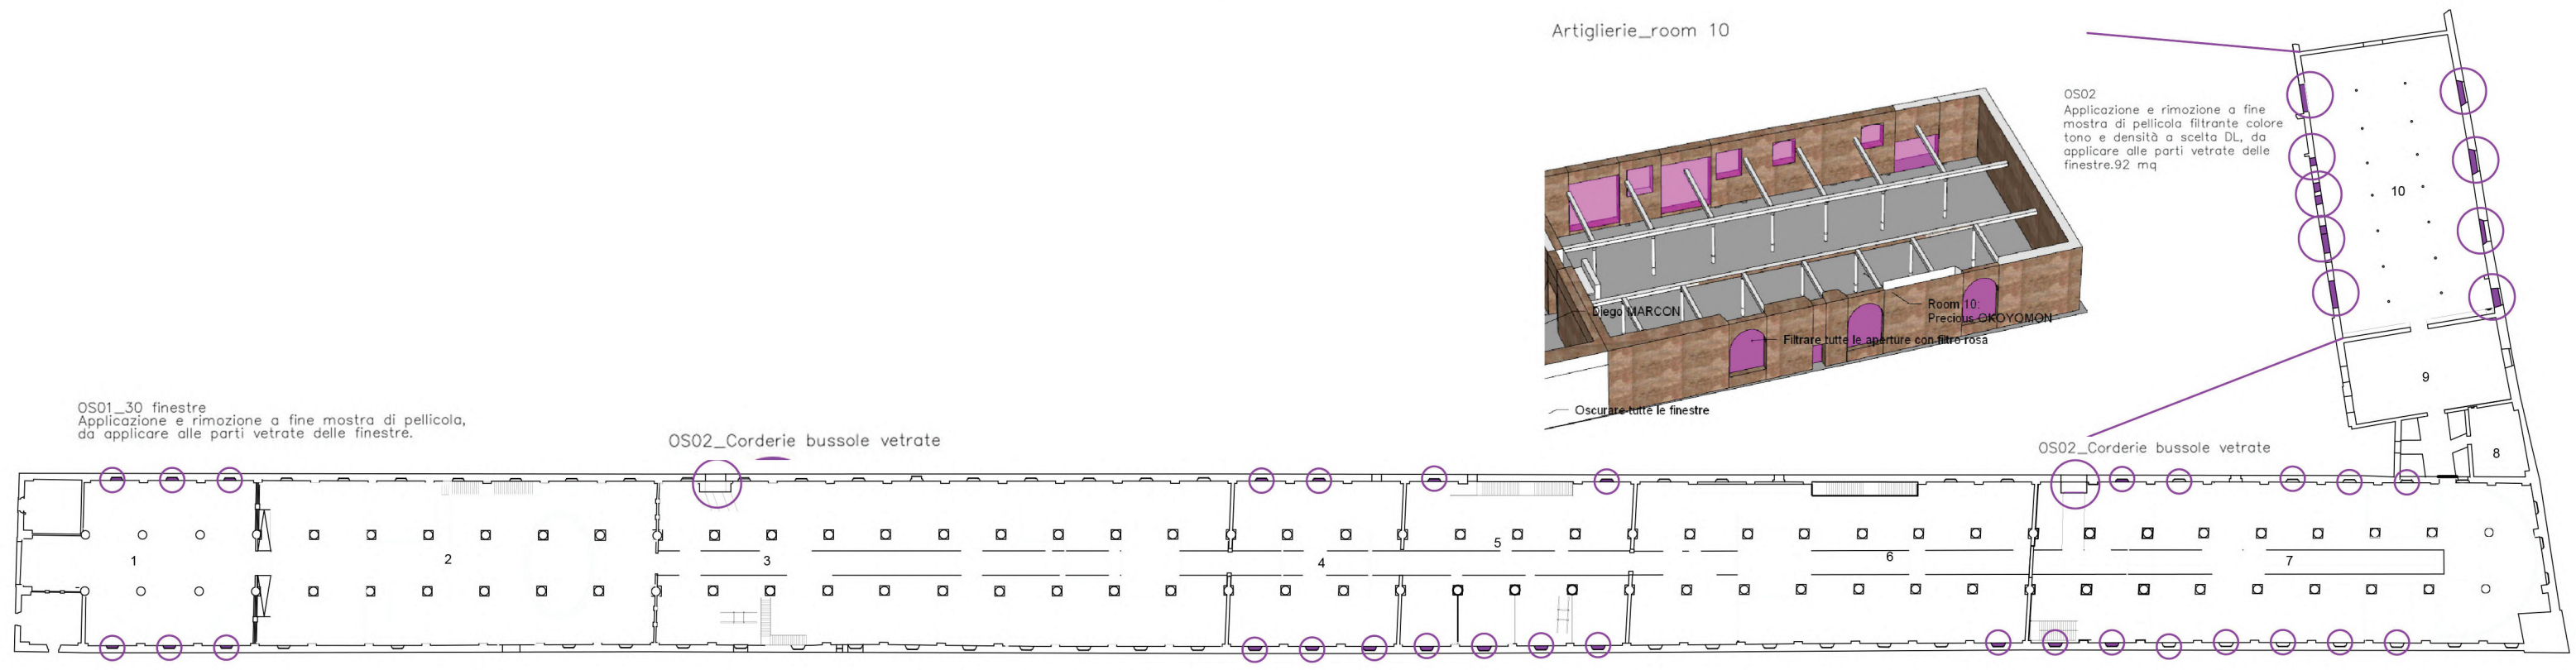 Artiglierie_room 10
OS02
Applicazione e rimozione a fine
mostra di pellicola filtrante colore
tono e densità a scelta DL, da
applicare alle parti vetrate delle
finestre.92 mq
10
Diego MARCON
Room 10:
Precious OKOYOMON
Filtrare tutte le aperture con filtro rosa
Oscurare tutte le finestre
9
8
OS01_30 finestre
Applicazione e rimozione a fine mostra di pellicola,
da applicare alle parti vetrate delle finestre.
OS02_Corderie bussole vetrate
OS02_Corderie bussole vetrate
1
2
3
4
5
6
7